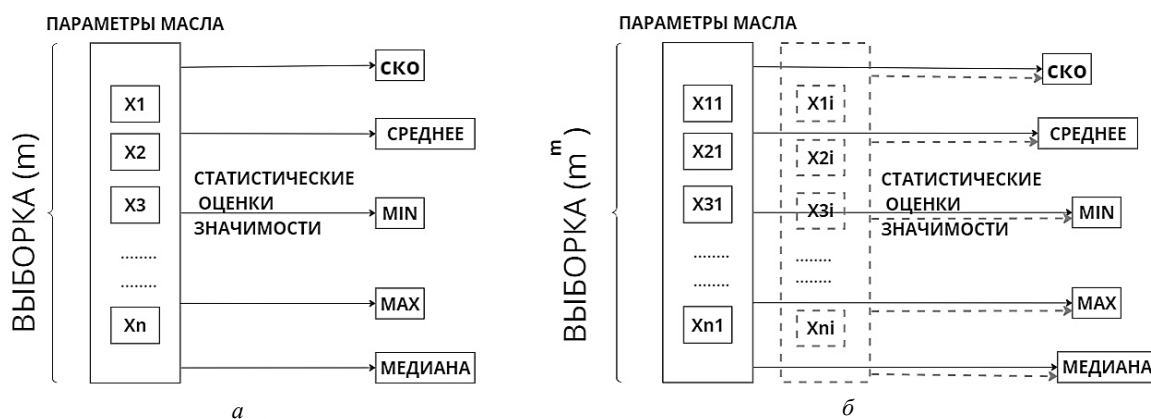 ПАРАМЕТРЫ МАСЛА
ВЫБОРКА (m)
X1
X2
X3
........
........
Xn
СТАТИСТИЧЕСКИЕ
ОЦЕНКИ
ЗНАЧИМОСТИ
СКО
СРЕДНЕЕ
MIN
MAX
МЕДИАНА
а
ПАРАМЕТРЫ МАСЛА
ВЫБОРКА (m^m)
X11
X21
X31
........
........
Xn1
X1i
X2i
X3i
........
........
Xni
СТАТИСТИЧЕСКИЕ
ОЦЕНКИ
ЗНАЧИМОСТИ
СКО
СРЕДНЕЕ
MIN
MAX
МЕДИАНА
б